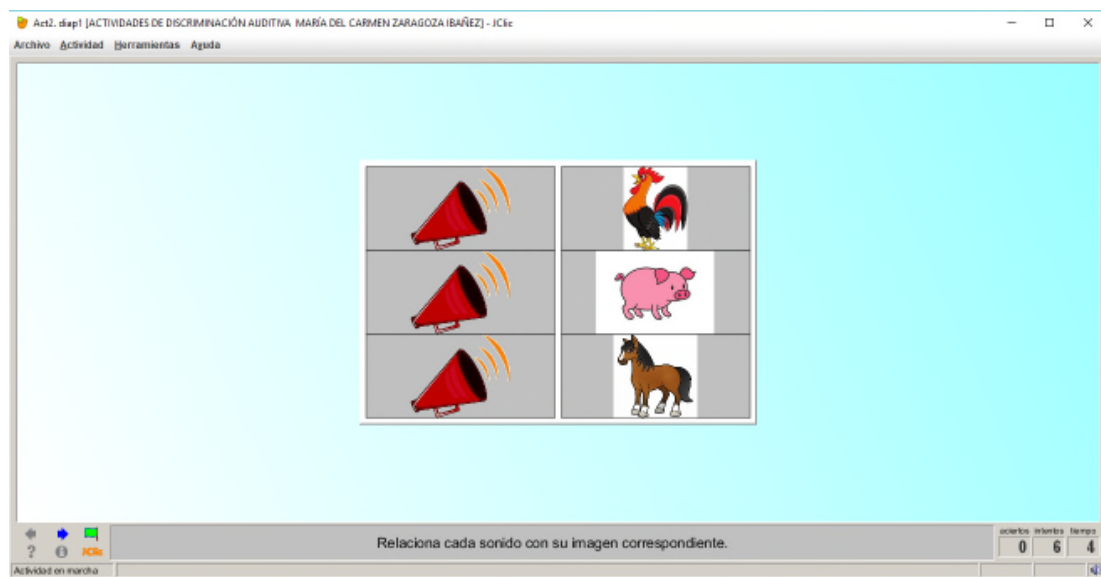 Act2. diap1 [ACTIVIDADES DE DISCRIMINACIÓN AUDITIVA MARÍA DEL CARMEN ZARAGOZA IBAÑEZ] - JClic
Archivo Actividad Herramientas Ayuda
Relaciona cada sonido con su imagen correspondiente.
aciertos intentos tiempo
0 6 4
? JClic
Actividad en marcha